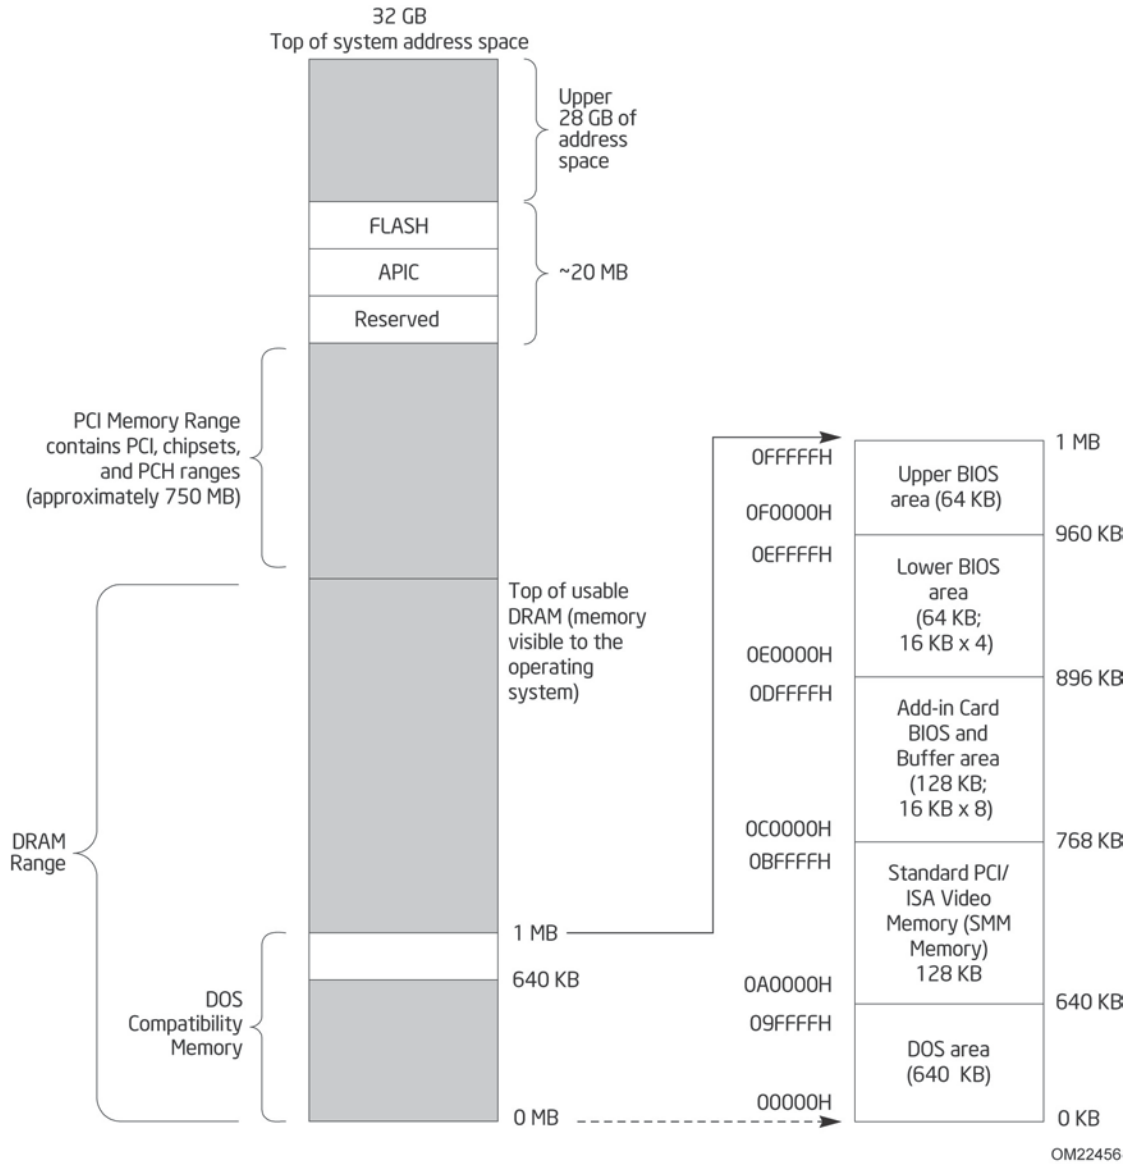 32 GB
Top of system address space
Upper
28 GB of
address
space
FLASH
APIC
Reserved
~20 MB
PCI Memory Range
contains PCI, chipsets,
and PCH ranges
(approximately 750 MB)
Top of usable
DRAM (memory
visible to the
operating
system)
DRAM
Range
1 MB
640 KB
DOS
Compatibility
Memory
0 MB
0FFFFFH
0F0000H
0EFFFFH
0E0000H
0DFFFFH
0C0000H
0BFFFFH
0A0000H
09FFFFH
00000H
Upper BIOS
area (64 KB)
Lower BIOS
area
(64 KB;
16 KB x 4)
Add-in Card
BIOS and
Buffer area
(128 KB;
16 KB x 8)
Standard PCI/
ISA Video
Memory (SMM
Memory)
128 KB
DOS area
(640 KB)
1 MB
960 KB
896 KB
768 KB
640 KB
0 KB
OM22456